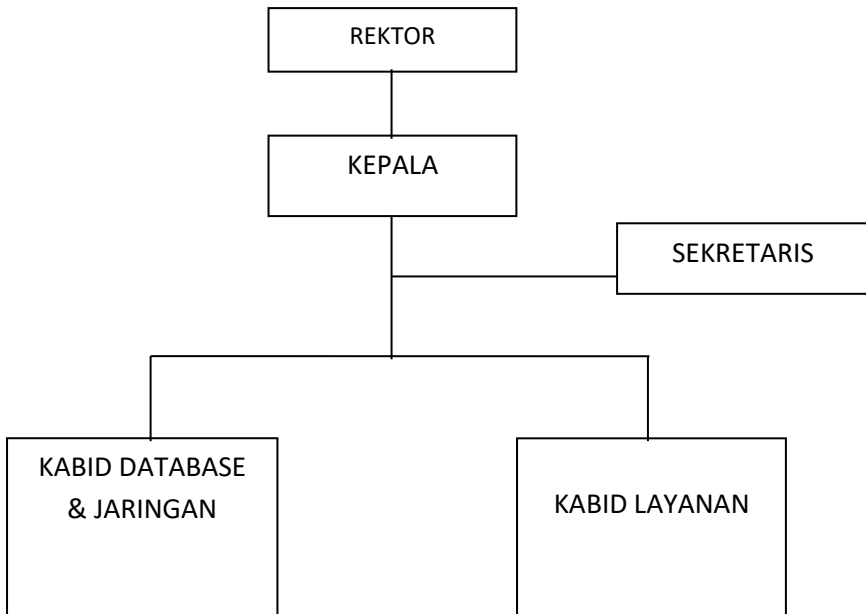 REKTOR
KEPALA
SEKRETARIS
KABID DATABASE
& JARINGAN
KABID LAYANAN